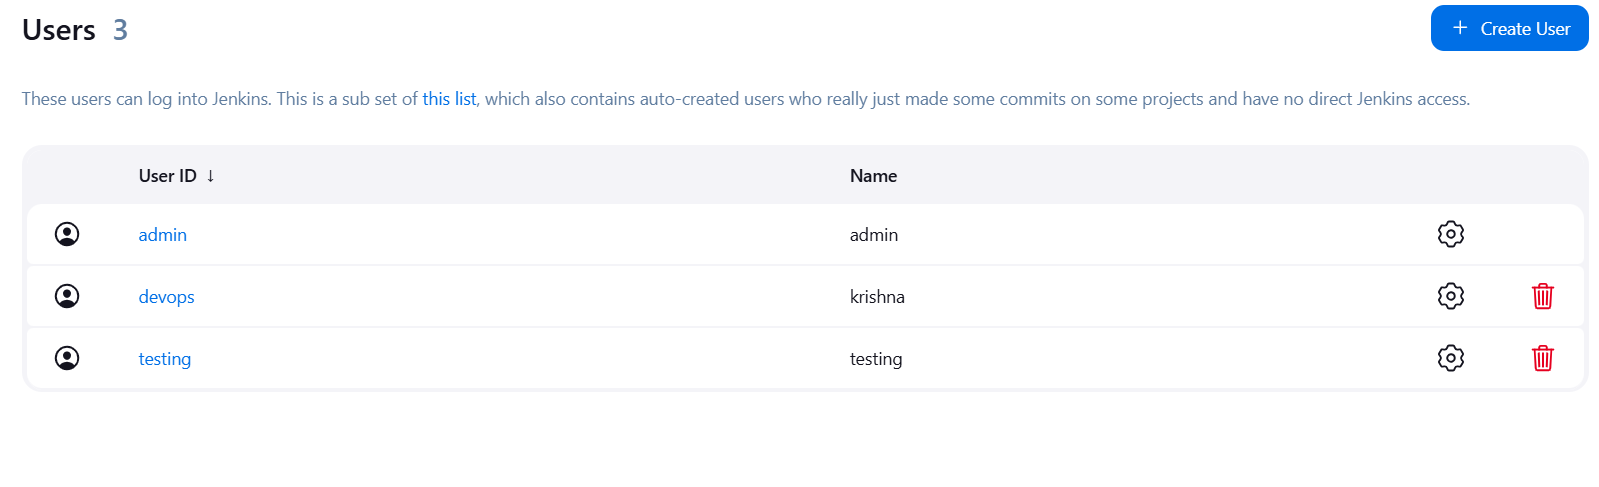 Users 3
+ Create User
These users can log into Jenkins. This is a sub set of this list, which also contains auto-created users who really just made some commits on some projects and have no direct Jenkins access.
User ID ↓ Name
admin admin
devops krishna
testing testing